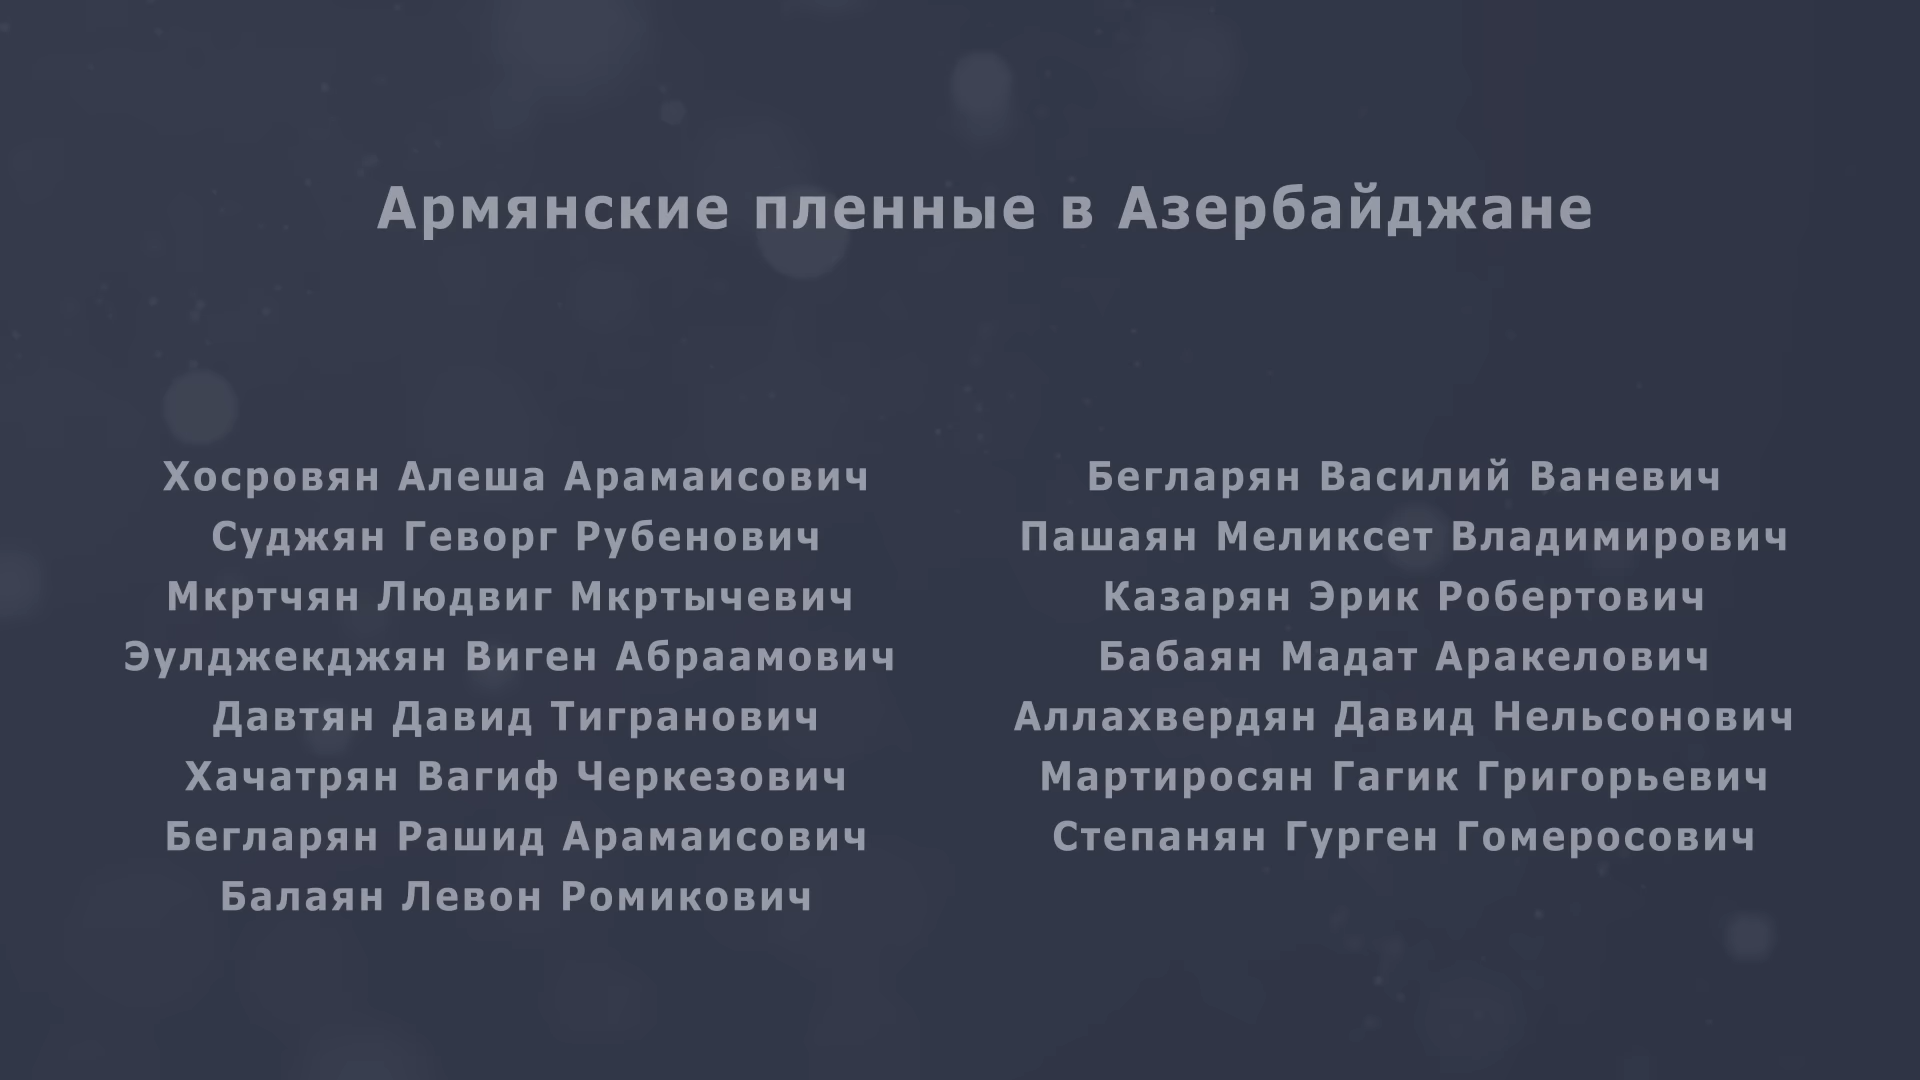 Армянские пленные в Азербайджане
Хосровян Алеша Арамаисович
Суджян Геворг Рубенович
Мкртчян Людвиг Мкртычевич
Эулджекджян Виген Абраамович
Давтян Давид Тигранович
Хачатрян Вагиф Черкезович
Бегларян Рашид Арамаисович
Балаян Левон Ромикович
Бегларян Василий Ваневич
Пашаян Меликсет Владимирович
Казарян Эрик Робертович
Бабаян Мадат Аракелович
Аллахвердян Давид Нельсонович
Мартиросян Гагик Григорьевич
Степанян Гурген Гомеросович